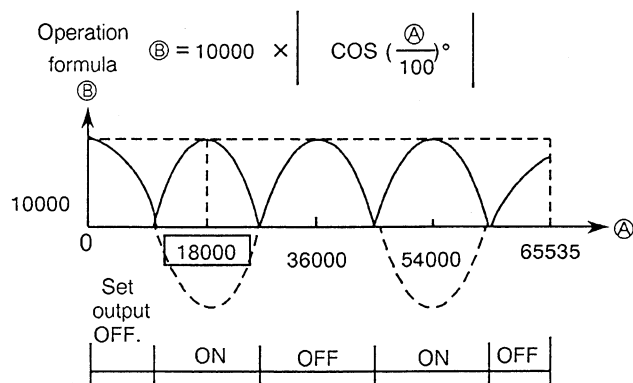 Operation
formula Ⓑ = 10000 × | COS (Ⓐ/100)° |
Ⓑ
10000
0 18000 36000 54000 65535 Ⓐ
Set
output
OFF.
ON OFF ON OFF